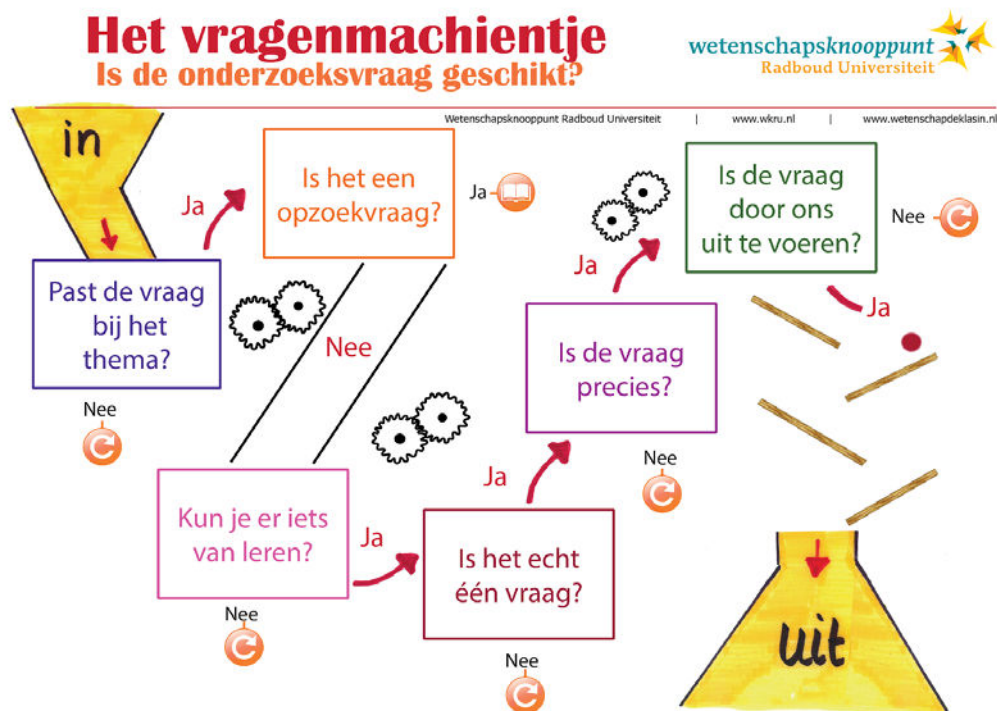 Het vragenmachientje
Is de onderzoeksvraag geschikt?
wetenschapsknooppunt
Radboud Universiteit
Wetenschapsknooppunt Radboud Universiteit | www.wkru.nl | www.wetenschapdeklasin.nl
in
Past de vraag
bij het
thema?
Nee
Ja
Is het een
opzoekvraag?
Ja
Nee
Kun je er iets
van leren?
Nee
Ja
Is het echt
één vraag?
Nee
Ja
Is de vraag
precies?
Nee
Ja
Is de vraag
door ons
uit te voeren?
Nee
Ja
uit